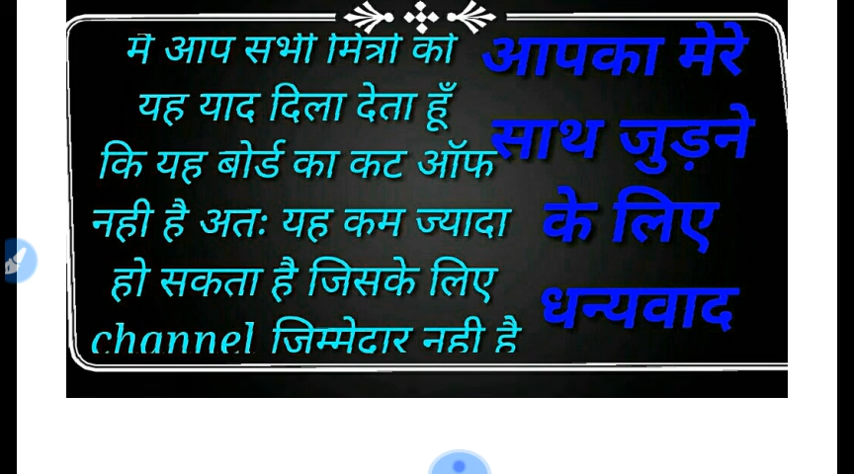 मै आप सभी मित्रो को
यह याद दिला देता हूँ
कि यह बोर्ड का कट ऑफ
नही है अतः यह कम ज्यादा
हो सकता है जिसके लिए
channel जिम्मेदार नही है
आपका मेरे
साथ जुड़ने
के लिए
धन्यवाद